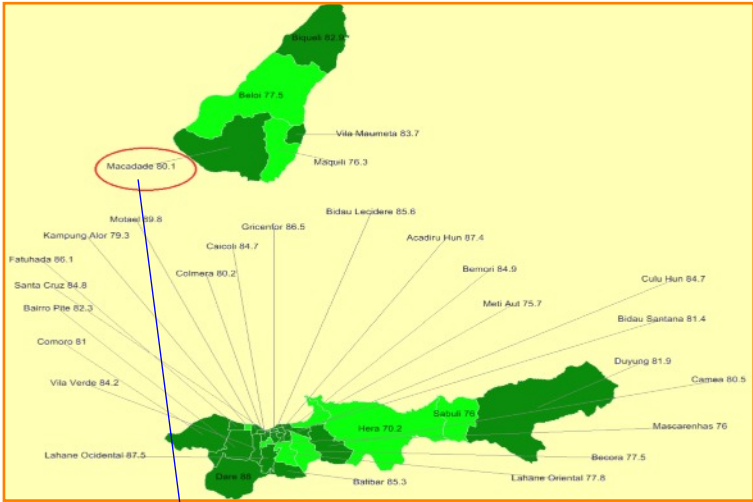 Biqueli 82.9
Beloi 77.5
Vila Maumeta 83.7
Macadade 80.1
Maquili 76.3
Bidau Lecidere 85.6
Motael 89.8
Gricenfor 86.5
Kampung Alor 79.3
Acadiru Hun 87.4
Caicoli 84.7
Fatuhada 86.1
Colmera 80.2
Bemori 84.9
Culu Hun 84.7
Santa Cruz 84.8
Meti Aut 75.7
Bairro Pite 82.3
Bidau Santana 81.4
Comoro 81
Duyung 81.9
Vila Verde 84.2
Camea 80.5
Sabuli 76
Hera 70.2
Mascarenhas 76
Lahane Ocidental 87.5
Becora 77.5
Dare 86
Balibar 85.3
Lahane Oriental 77.8